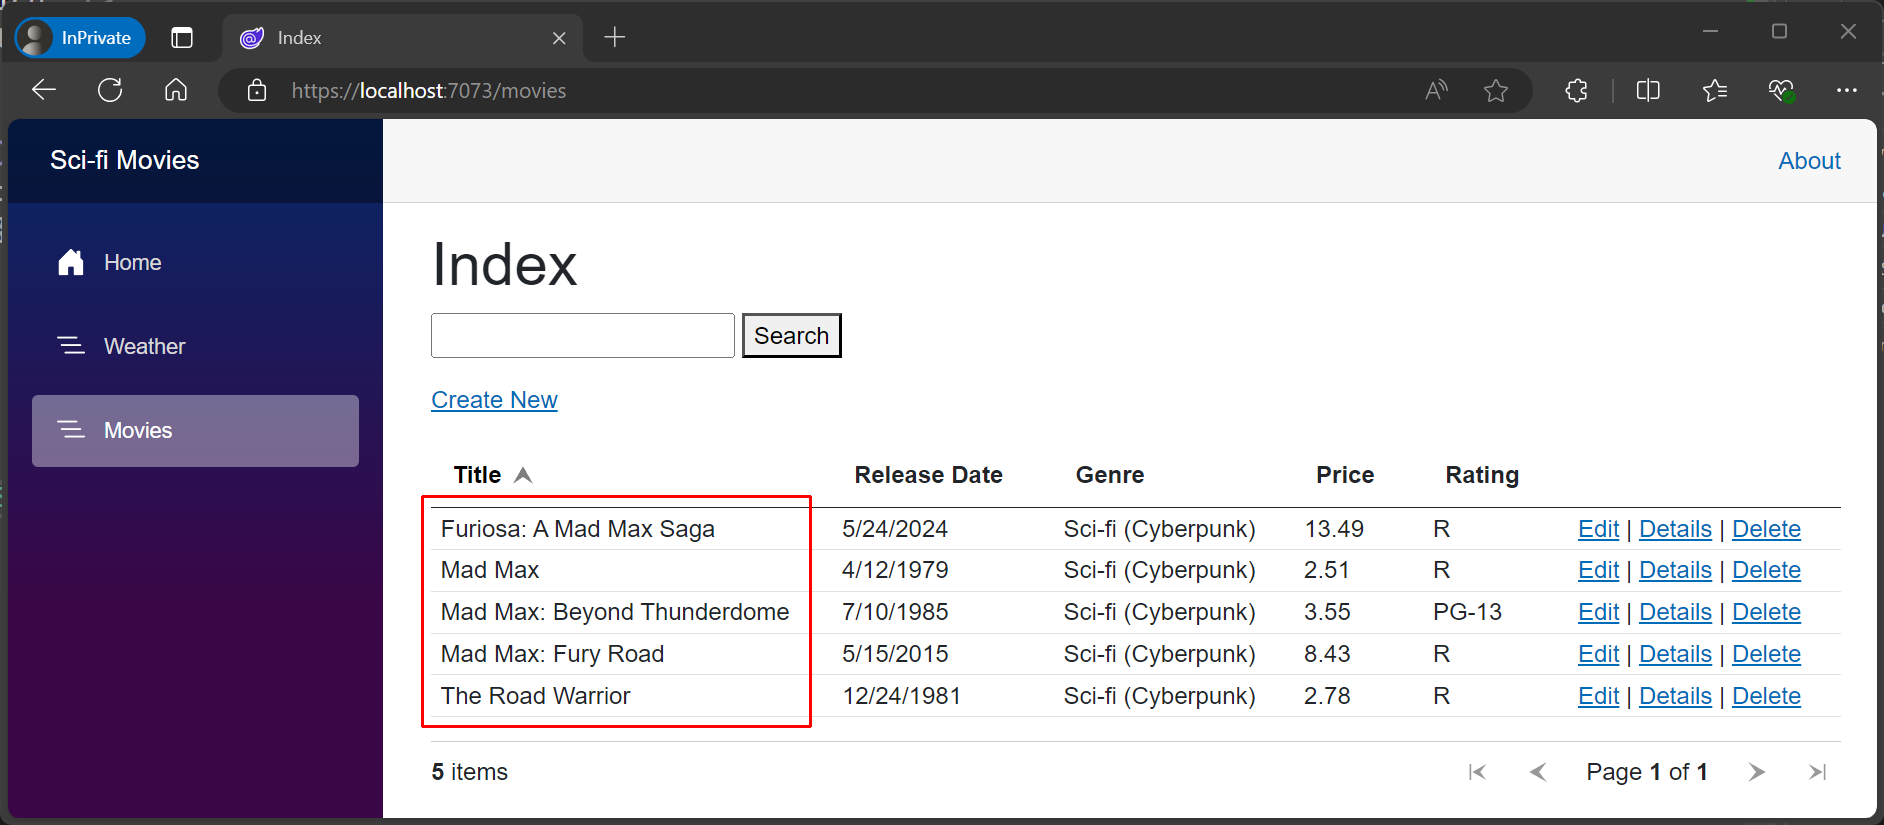 InPrivate
Index
https://localhost:7073/movies
Sci-fi Movies
About
Home
Weather
Movies
Index
Search
Create New
Title Release Date Genre Price Rating
Furiosa: A Mad Max Saga 5/24/2024 Sci-fi (Cyberpunk) 13.49 R Edit | Details | Delete
Mad Max 4/12/1979 Sci-fi (Cyberpunk) 2.51 R Edit | Details | Delete
Mad Max: Beyond Thunderdome 7/10/1985 Sci-fi (Cyberpunk) 3.55 PG-13 Edit | Details | Delete
Mad Max: Fury Road 5/15/2015 Sci-fi (Cyberpunk) 8.43 R Edit | Details | Delete
The Road Warrior 12/24/1981 Sci-fi (Cyberpunk) 2.78 R Edit | Details | Delete
5 items
Page 1 of 1